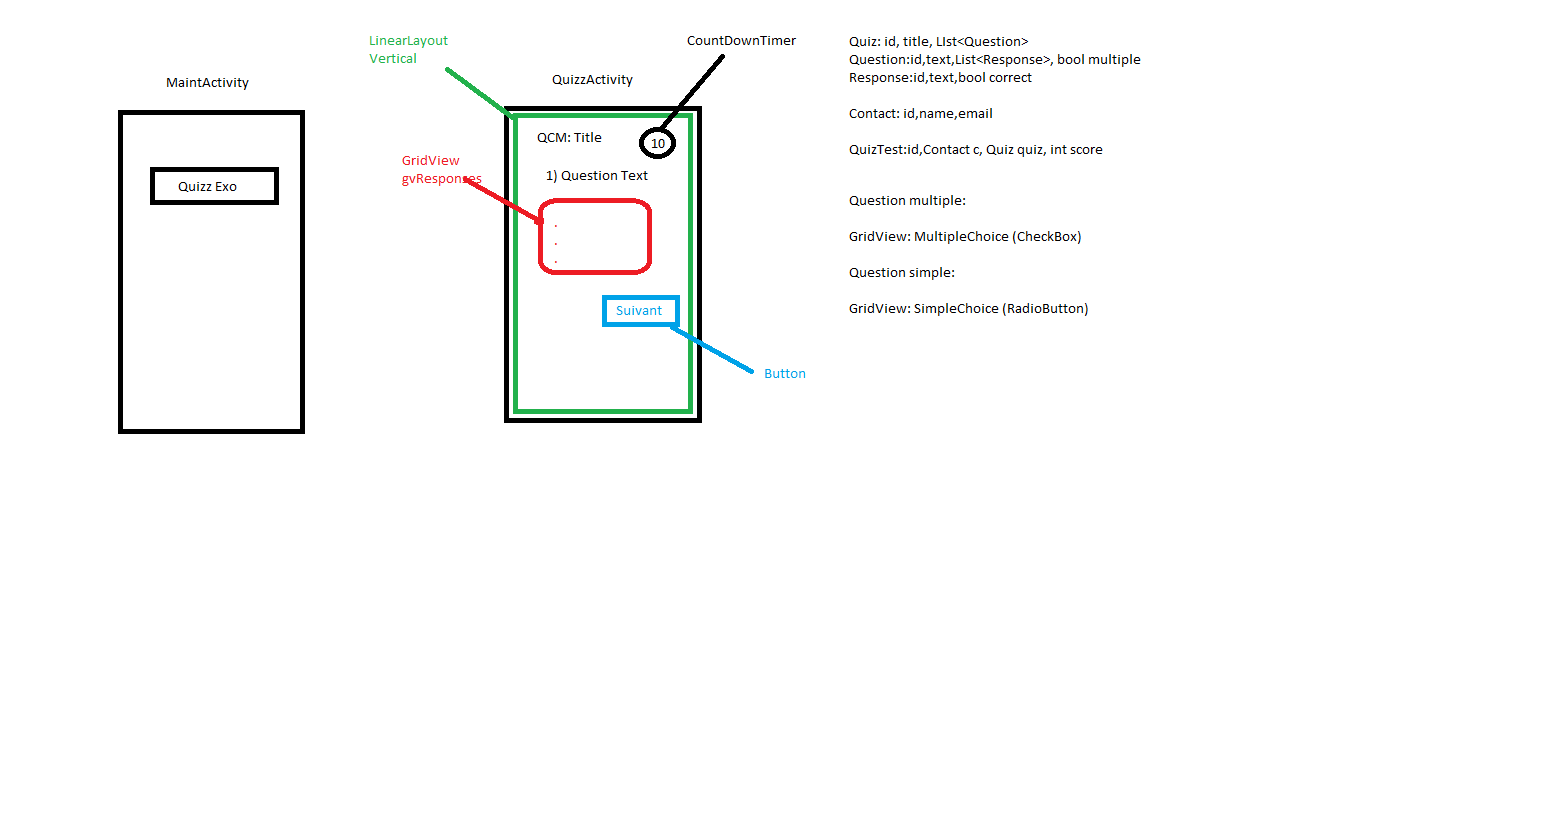 MaintActivity
Quizz Exo
LinearLayout
Vertical
QuizzActivity
CountDownTimer
QCM: Title
10
GridView
gvResponses
1) Question Text
Suivant
Button
Quiz: id, title, LIst<Question>
Question:id,text,List<Response>, bool multiple
Response:id,text,bool correct
Contact: id,name,email
QuizTest:id,Contact c, Quiz quiz, int score
Question multiple:
GridView: MultipleChoice (CheckBox)
Question simple:
GridView: SimpleChoice (RadioButton)